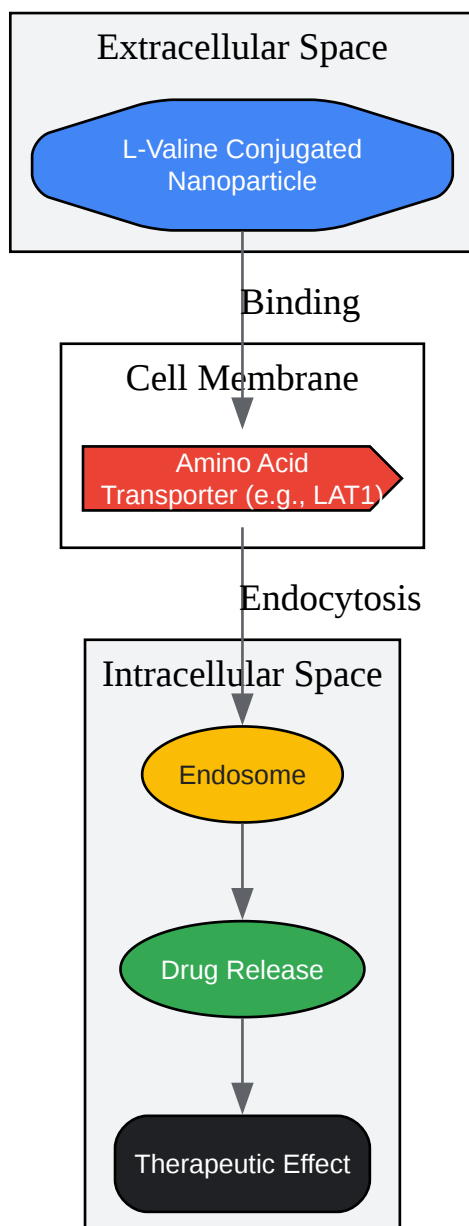 Extracellular Space
L-Valine Conjugated
Nanoparticle
Binding
Cell Membrane
Amino Acid
Transporter (e.g., LAT1)
Endocytosis
Intracellular Space
Endosome
Drug Release
Therapeutic Effect